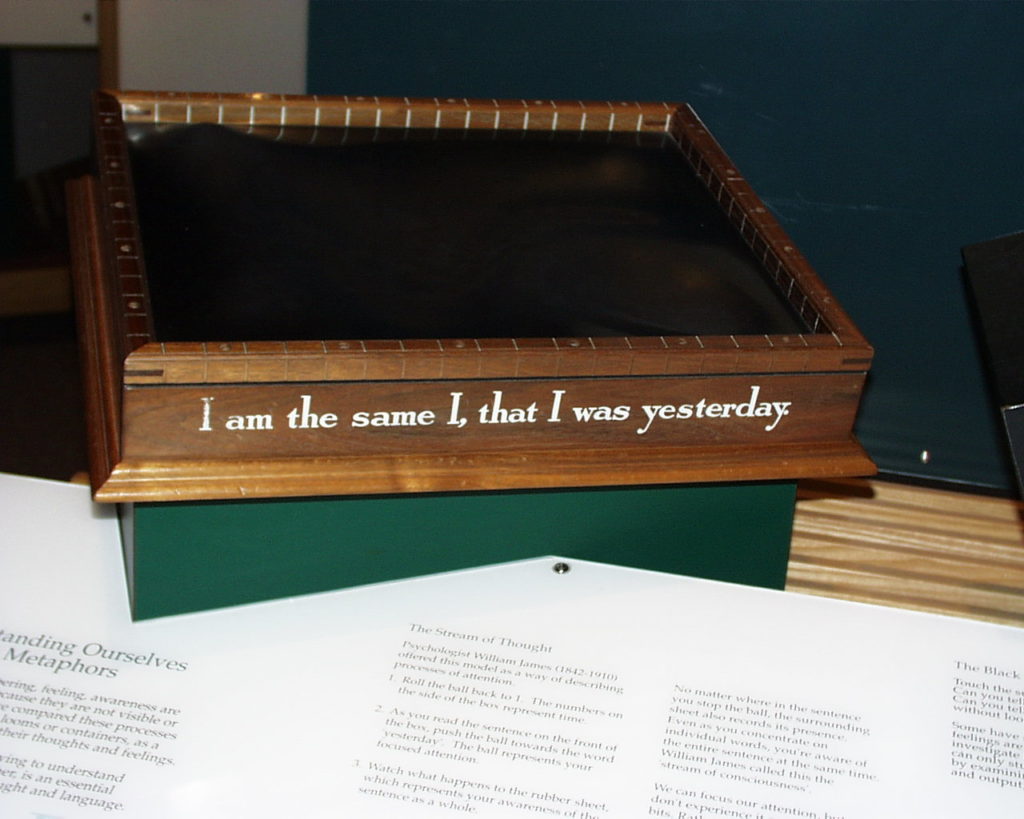 I am the same I, that I was yesterday.
anding Ourselves
Metaphors
ering, feeling, awareness are
cause they are not visible or
e compared these processes
looms or containers, as a
their thoughts and feelings.
ying to understand
er, is an essential
ught and language.
The Stream of Thought
Psychologist William James (1842-1910)
offered this model as a way of describing
processes of attention.
1. Roll the ball back to 1. The numbers on
the side of the box represent time.
2. As you read the sentence on the front of
the box, push the ball towards the word
'yesterday'. The ball represents your
focused attention.
3. Watch what happens to the rubber sheet,
which represents your awareness of the
sentence as a whole.
No matter where in the sentence
you stop the ball, the surrounding
sheet also records its presence.
Even as you concentrate on
individual words, you're aware of
the entire sentence at the same time.
William James called this the
'stream of consciousness'.
We can focus our attention, but
don't experience it
bits.
The Black
Touch the s
Can you tell
Can you tell
without loo
Some have
feelings are
investigate
can only stu
by examinin
and output